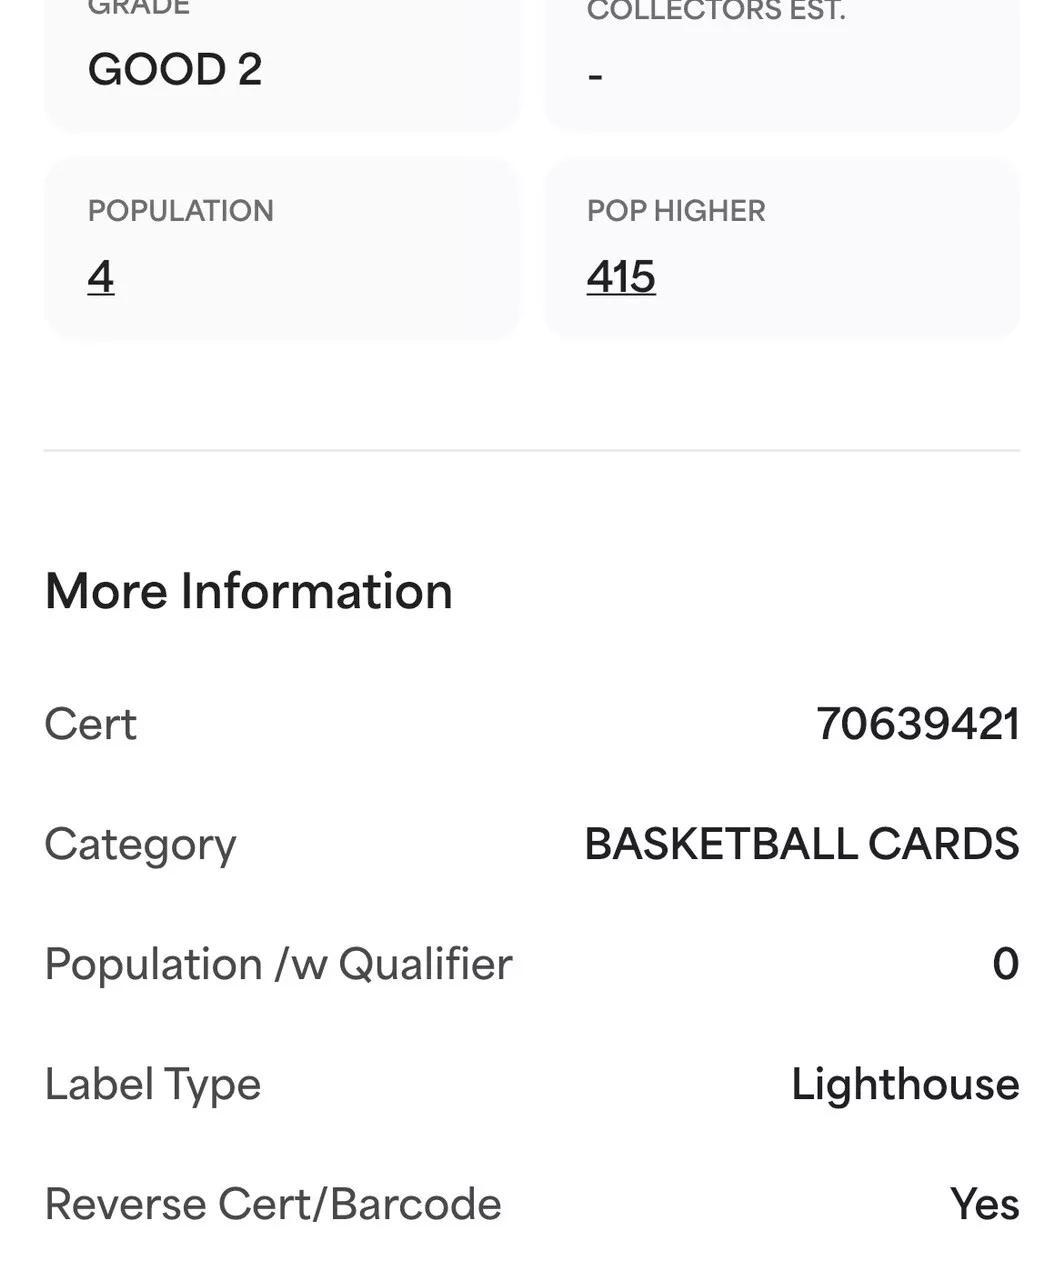 GRADE
COLLECTORS EST.
GOOD 2
-
POPULATION
POP HIGHER
4
415
More Information
Cert 70639421
Category BASKETBALL CARDS
Population /w Qualifier 0
Label Type Lighthouse
Reverse Cert/Barcode Yes